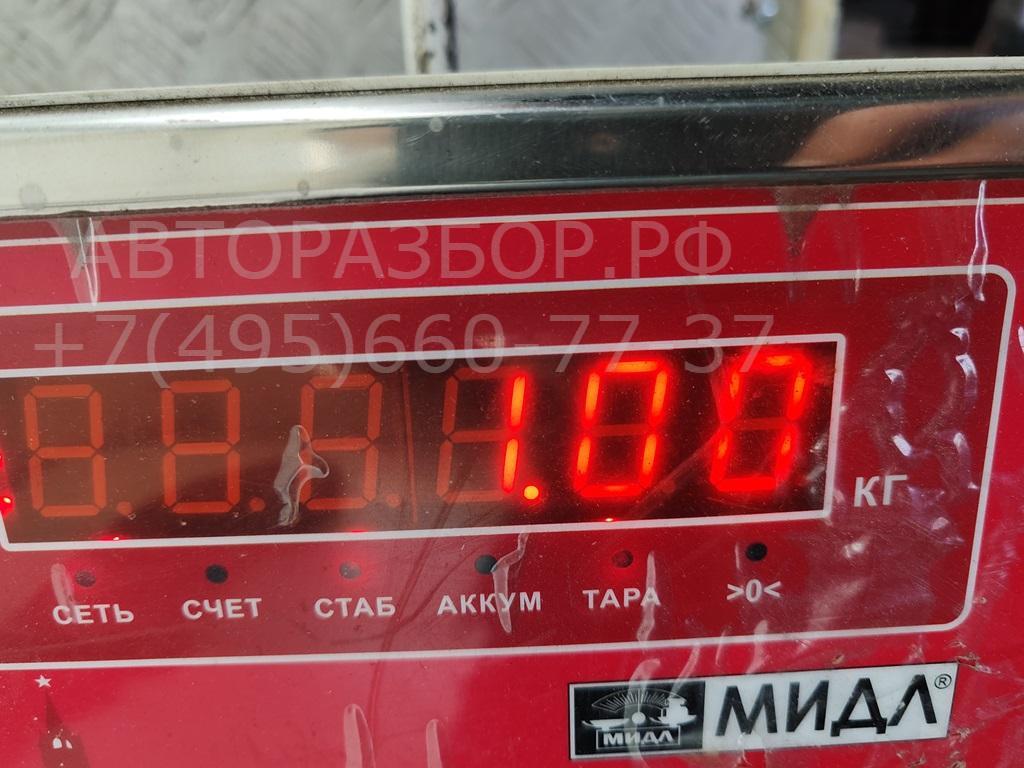 АВТОРАЗБОР.РФ
+7(495)660-77-37
1.00 КГ
СЕТЬ СЧЕТ СТАБ АККУМ ТАРА >0<
МИДЛ МИДЛ®